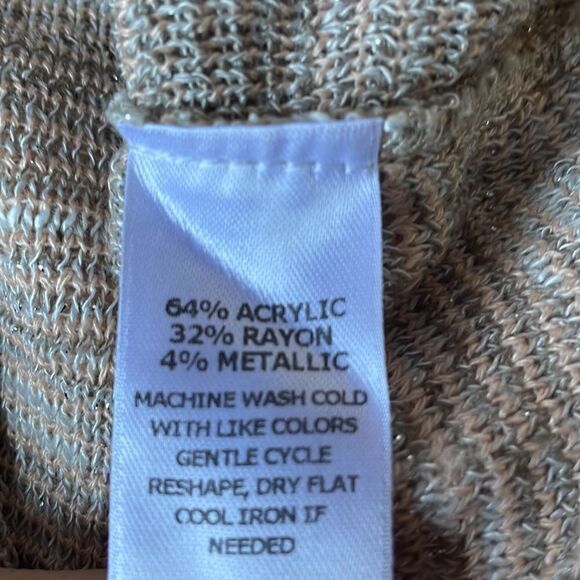 64% ACRYLIC
32% RAYON
4% METALLIC
MACHINE WASH COLD
WITH LIKE COLORS
GENTLE CYCLE
RESHAPE, DRY FLAT
COOL IRON IF
NEEDED